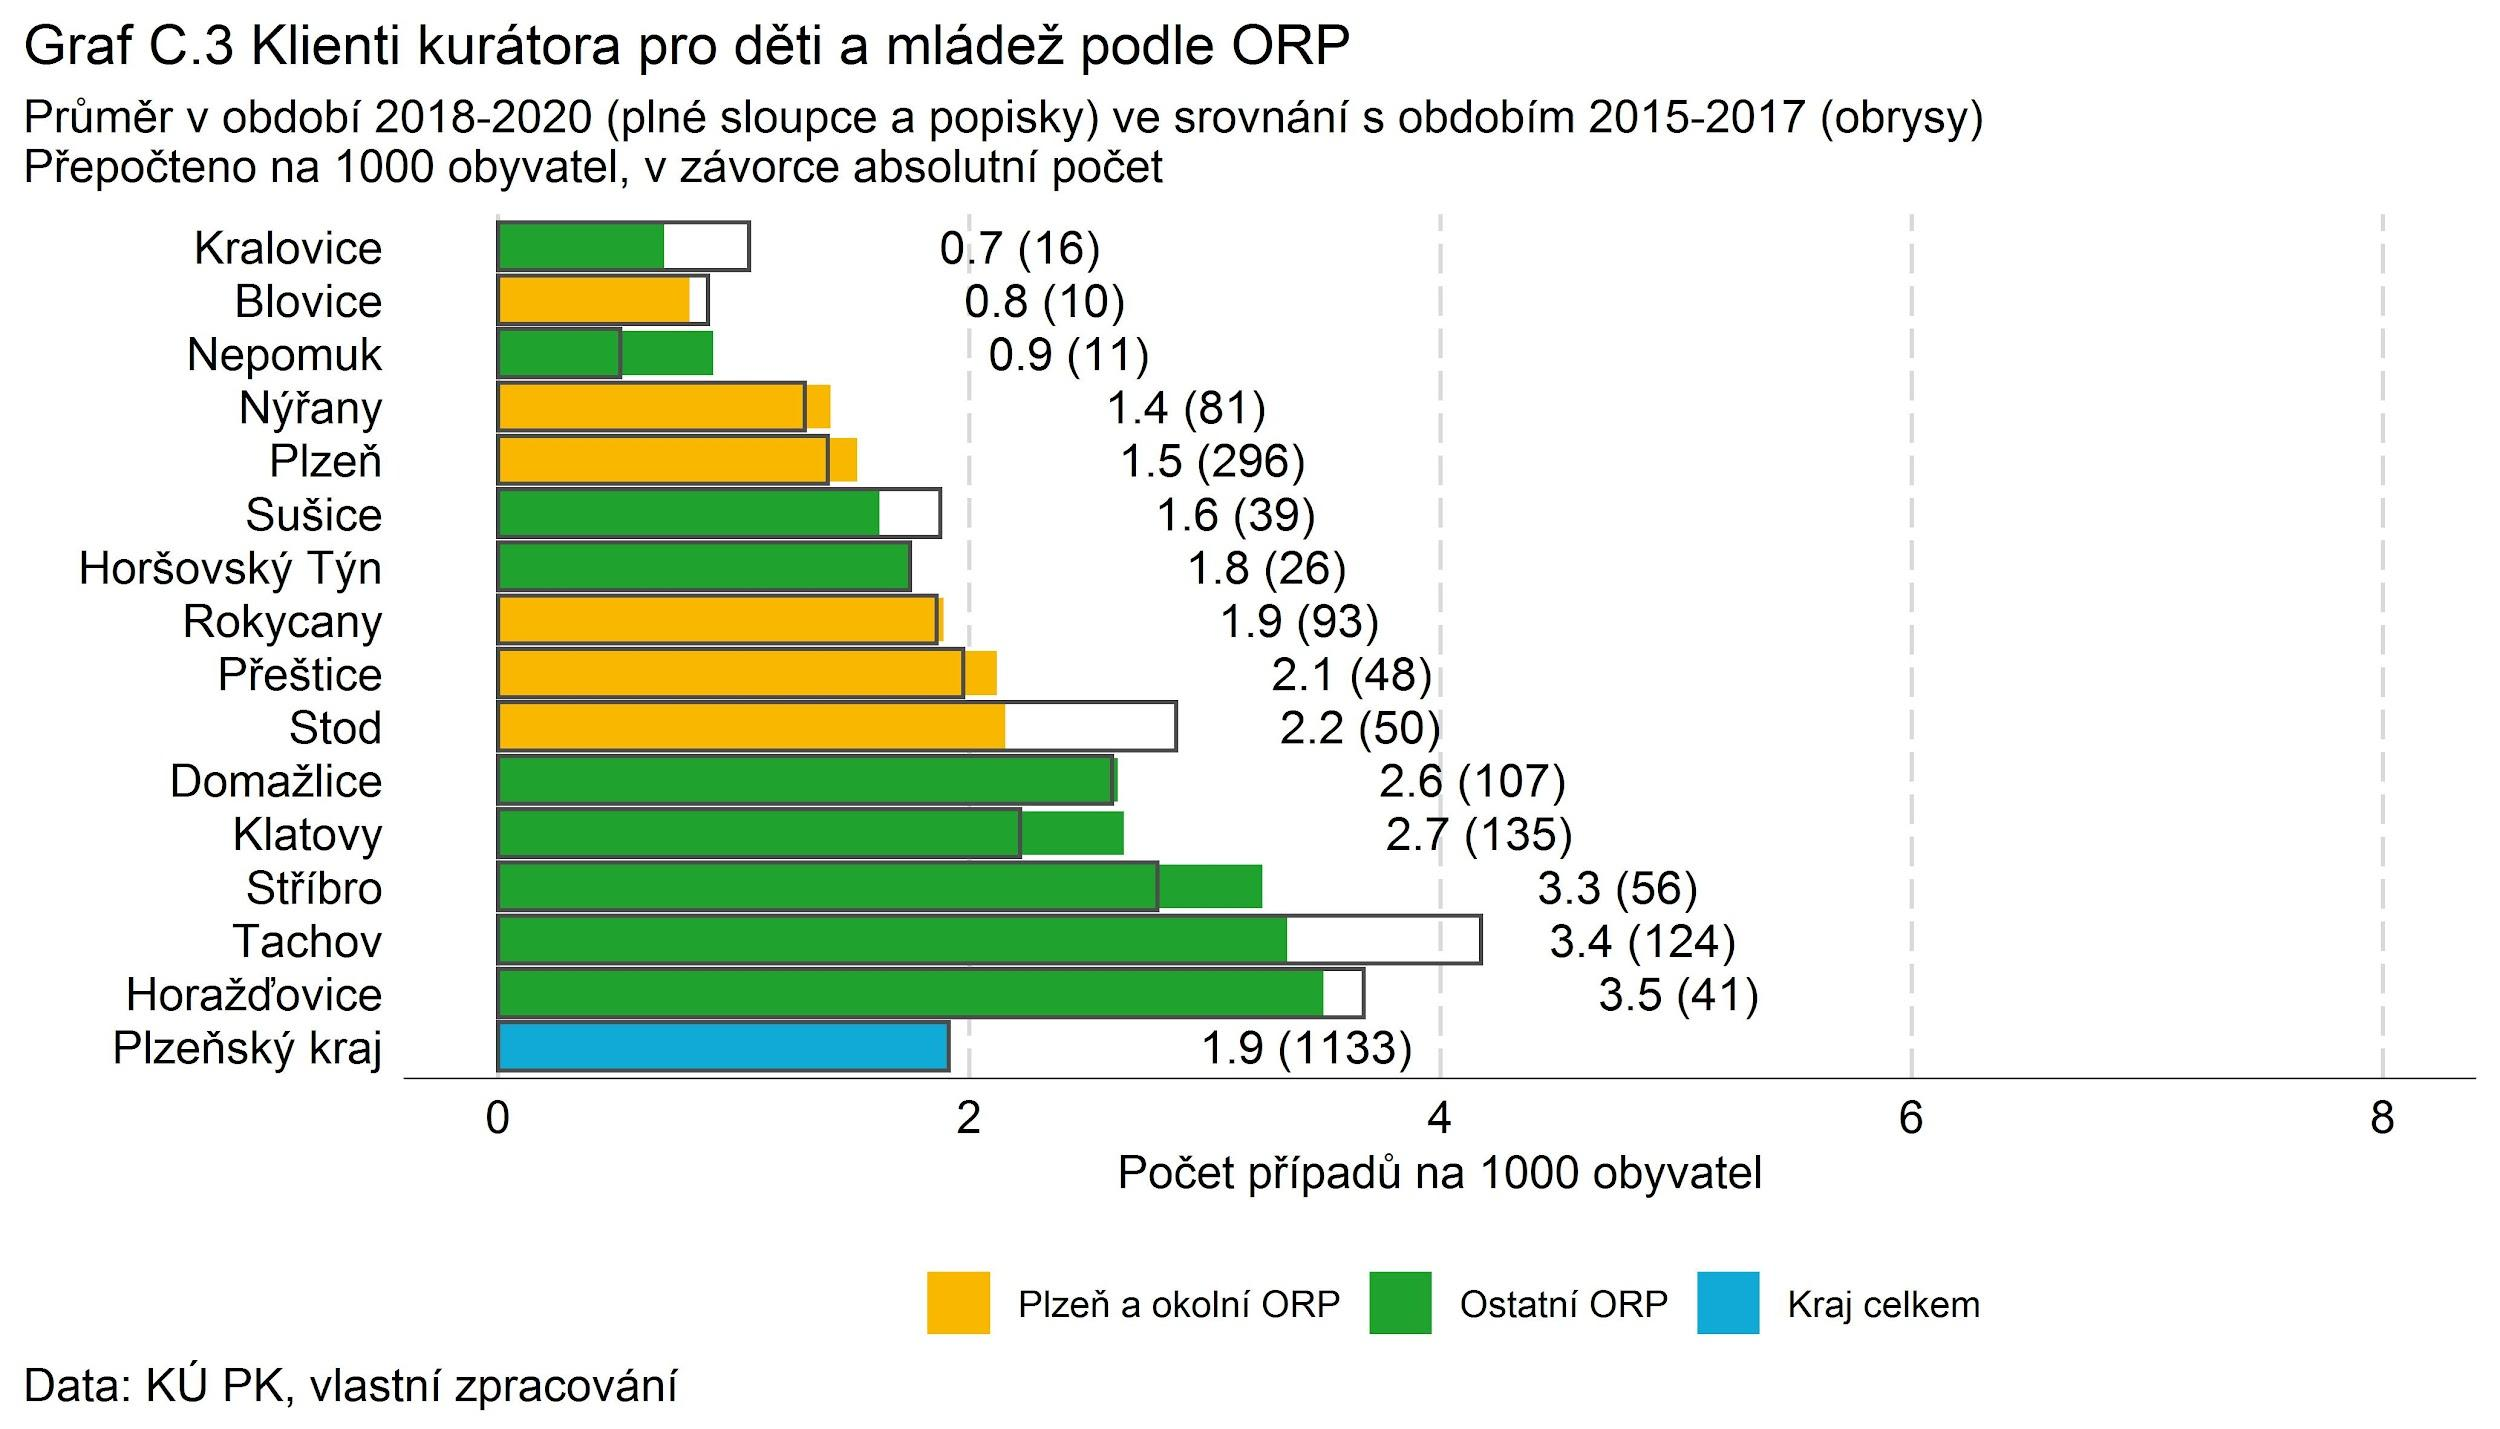 Graf C.3 Klienti kurátora pro děti a mládež podle ORP
Průměr v období 2018-2020 (plné sloupce a popisky) ve srovnání s obdobím 2015-2017 (obrysy)
Přepočteno na 1000 obyvatel, v závorce absolutní počet
Kralovice 0.7 (16)
Blovice 0.8 (10)
Nepomuk 0.9 (11)
Nýřany 1.4 (81)
Plzeň 1.5 (296)
Sušice 1.6 (39)
Horšovský Týn 1.8 (26)
Rokycany 1.9 (93)
Přeštice 2.1 (48)
Stod 2.2 (50)
Domažlice 2.6 (107)
Klatovy 2.7 (135)
Stříbro 3.3 (56)
Tachov 3.4 (124)
Horažďovice 3.5 (41)
Plzeňský kraj 1.9 (1133)
0 2 4 6 8
Počet případů na 1000 obyvatel
Plzeň a okolní ORP Ostatní ORP Kraj celkem
Data: KÚ PK, vlastní zpracování